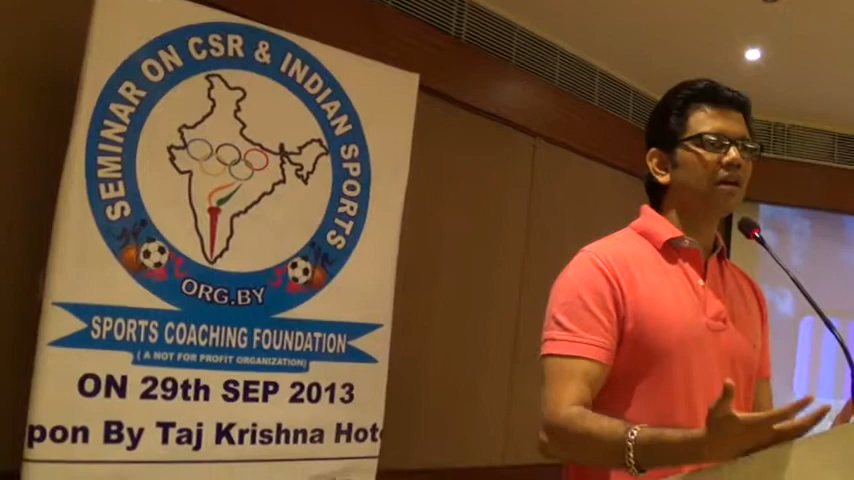 SEMINAR ON CSR & INDIAN SPORTS
ORG.BY
SPORTS COACHING FOUNDATION
( A NOT FOR PROFIT ORGANIZATION )
ON 29th SEP 2013
pon By Taj Krishna Hote